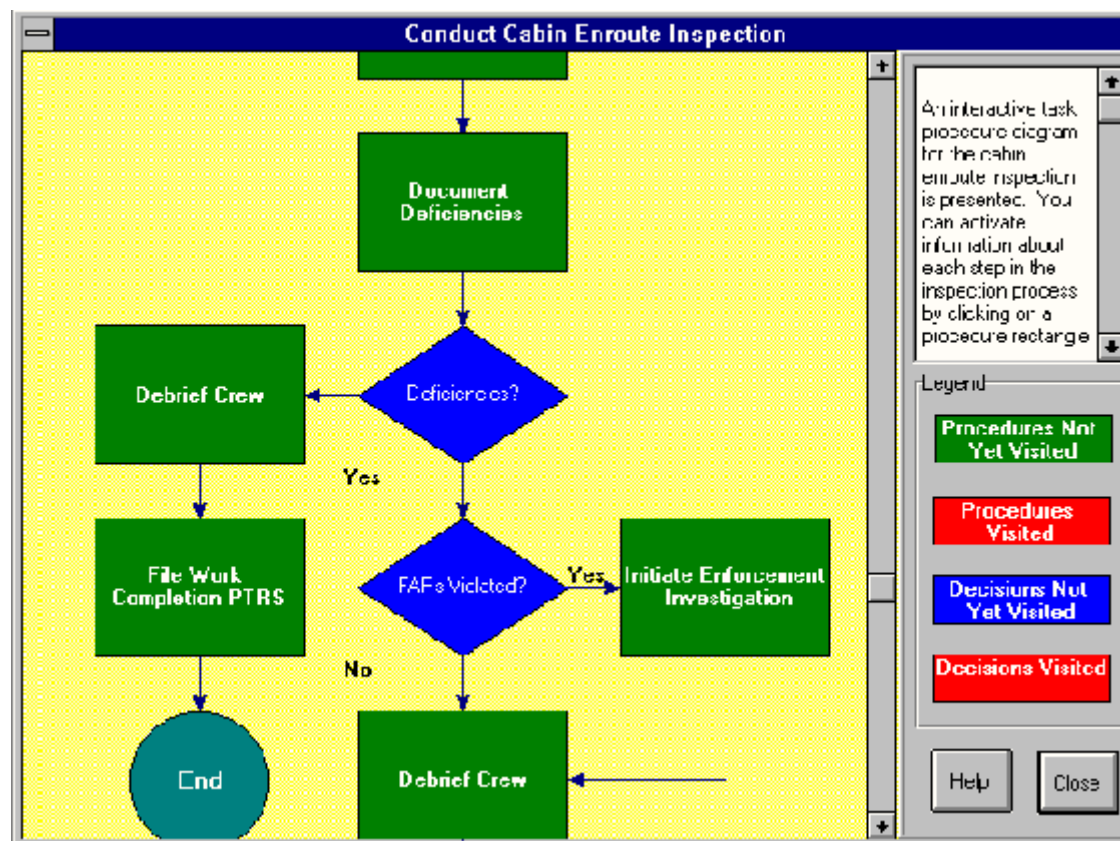 Conduct Cabin Enroute Inspection
Document
Deficiencies
Debrief Crew
Deficiencies?
Yes
File Work
Completion PTRS
FARs Violated?
Yes
Initiate Enforcement
Investigation
No
End
Debrief Crew
An interactive task
procedure diagram
for the cabin
enroute inspection
is presented. You
can activate
information about
each step in the
inspection process
by clicking on a
procedure rectangle
Legend
Procedures Not
Yet Visited
Procedures
Visited
Decisions Not
Yet Visited
Decisions Visited
Help
Close